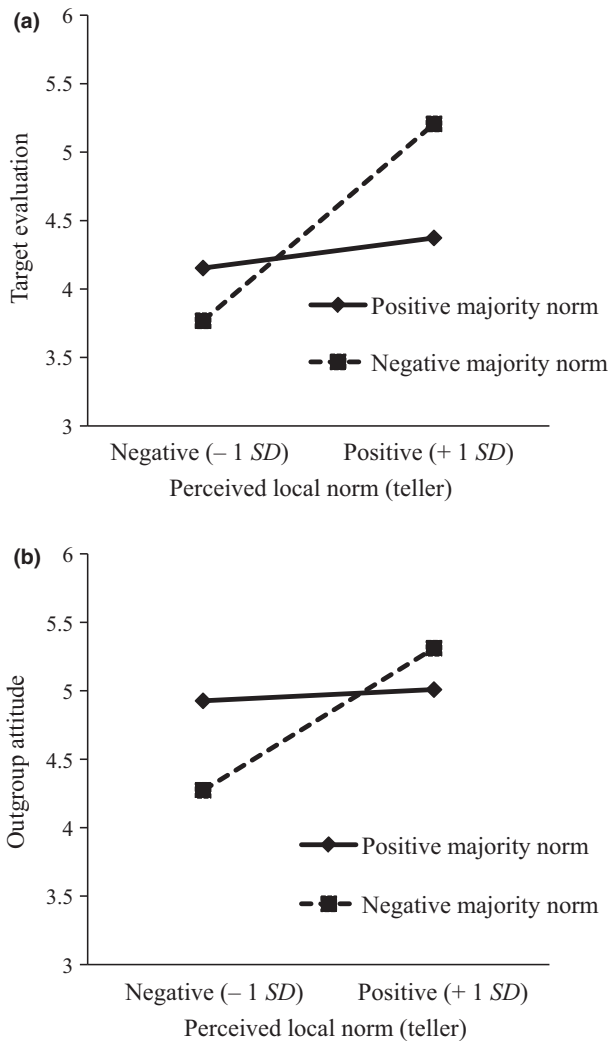 (a)
6
5.5
5
4.5
4
3.5
3
Target evaluation
Positive majority norm
Negative majority norm
Negative (– 1 SD)
Positive (+ 1 SD)
Perceived local norm (teller)
(b)
6
5.5
5
4.5
4
3.5
3
Outgroup attitude
Positive majority norm
Negative majority norm
Negative (– 1 SD)
Positive (+ 1 SD)
Perceived local norm (teller)